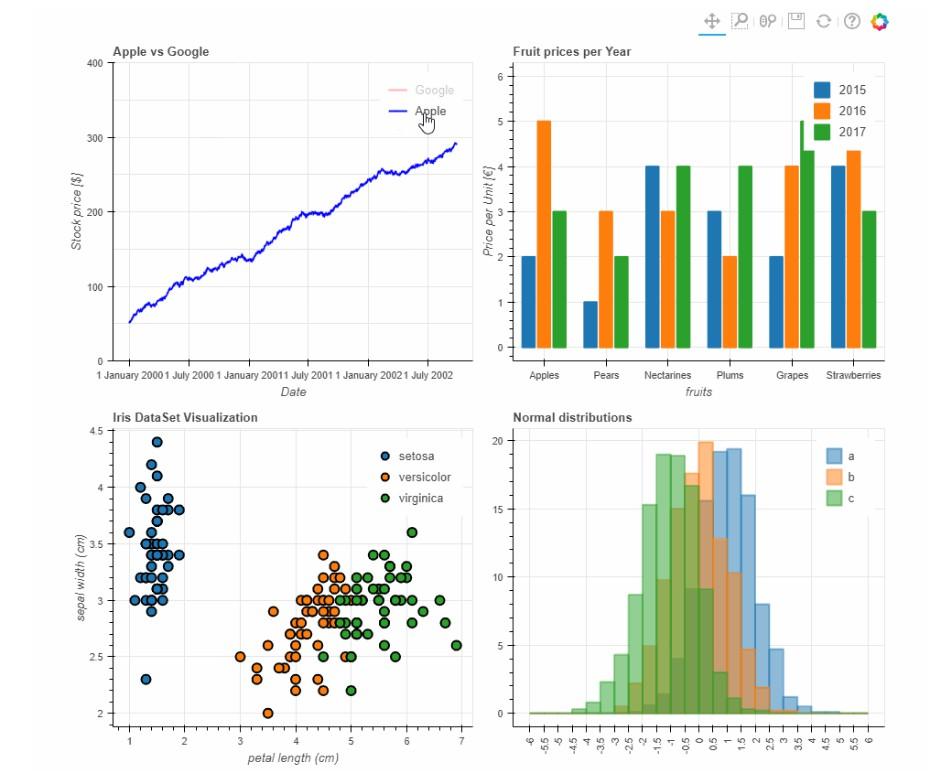 Apple vs Google
400
300
200
100
0
Stock price [$]
Google
Apple
1 January 2000 1 July 2000 1 January 2001 1 July 2001 1 January 2002 1 July 2002
Date
Fruit prices per Year
6
5
4
3
2
1
0
Price per Unit [€]
2015
2016
2017
Apples Pears Nectarines Plums Grapes Strawberries
fruits
Iris DataSet Visualization
4.5
4
3.5
3
2.5
2
sepal width (cm)
setosa
versicolor
virginica
1 2 3 4 5 6 7
petal length (cm)
Normal distributions
20
15
10
5
0
a
b
c
-6 -5.5 -5 -4.5 -4 -3.5 -3 -2.5 -2 -1.5 -1 -0.5 0 0.5 1 1.5 2 2.5 3 3.5 4 4.5 5 5.5 6